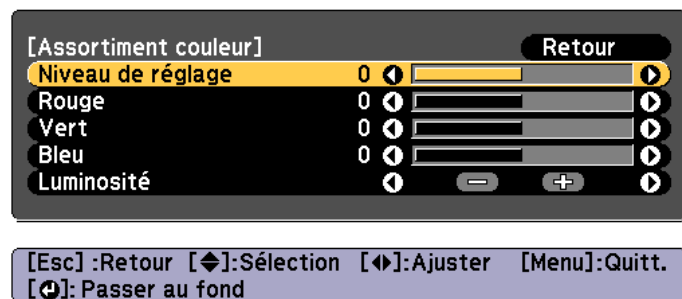 [Assortiment couleur] Retour
Niveau de réglage 0
Rouge 0
Vert 0
Bleu 0
Luminosité
[Esc] :Retour [◆]:Sélection [◆]:Ajuster [Menu]:Quitt.
[↵]: Passer au fond